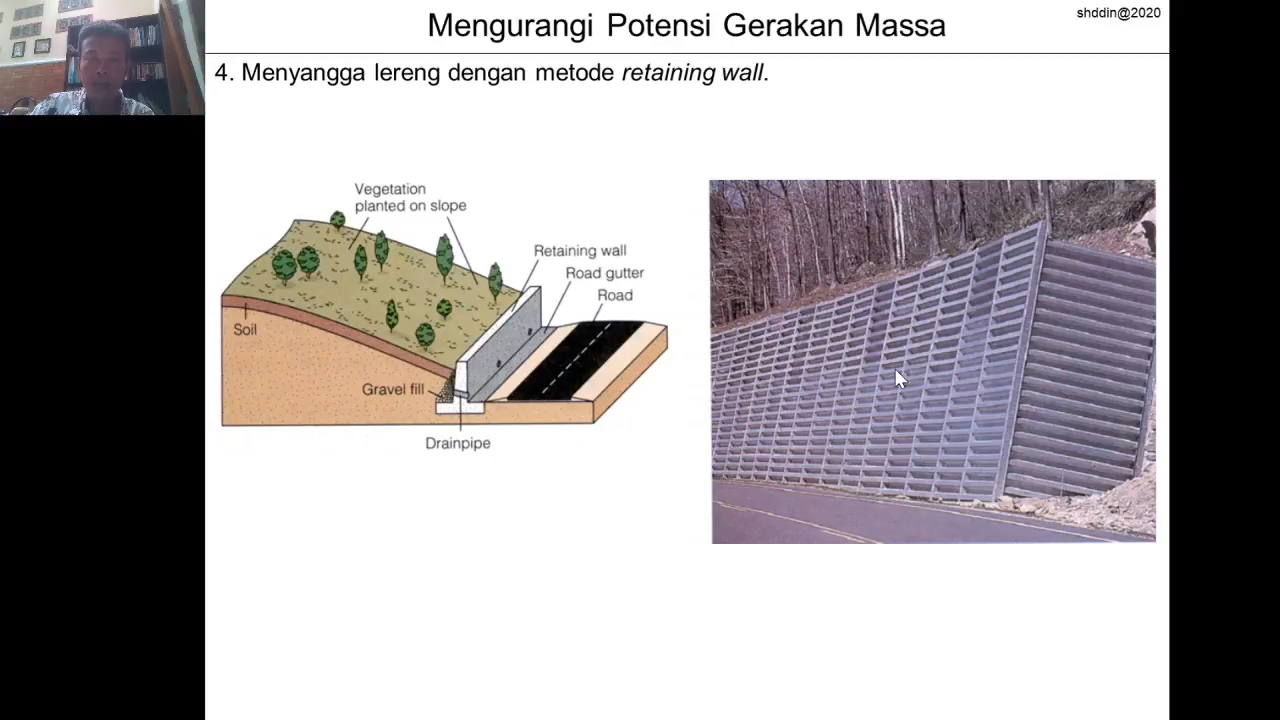 Mengurangi Potensi Gerakan Massa
shddin@2020
4. Menyangga lereng dengan metode retaining wall.
Vegetation
planted on slope
Retaining wall
Road gutter
Road
Soil
Gravel fill
Drainpipe